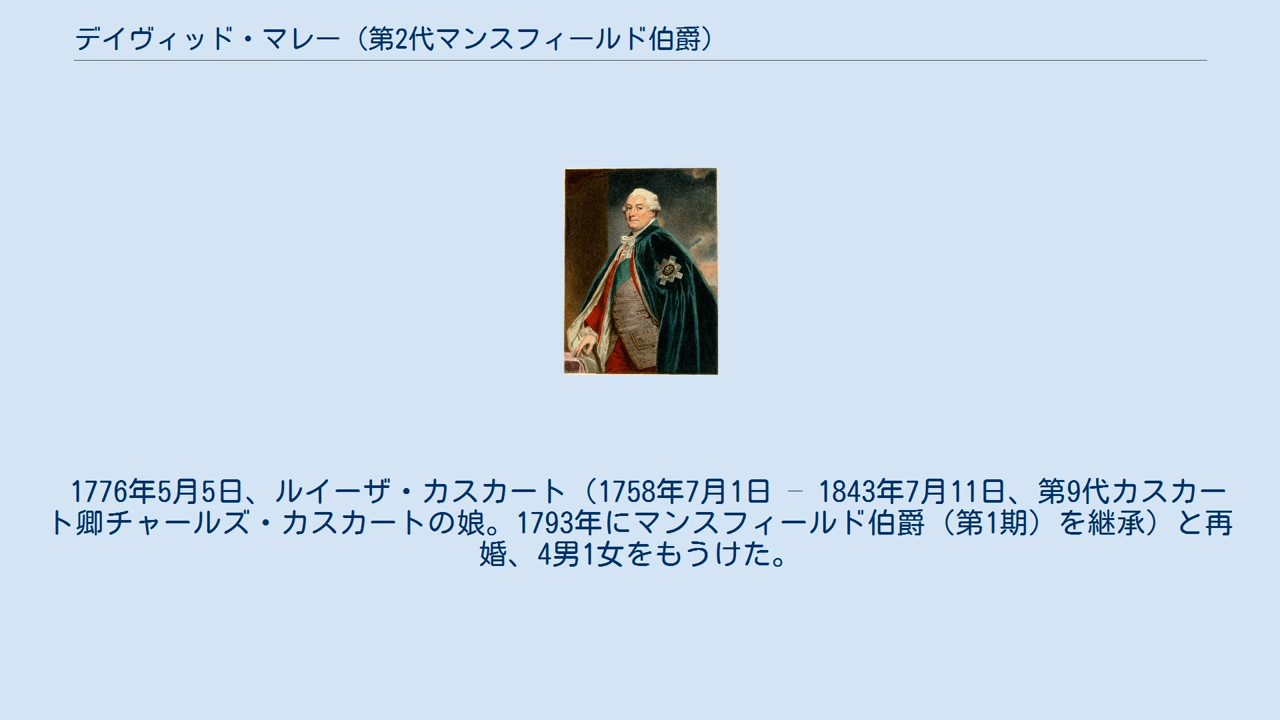 デイヴィッド・マレー（第2代マンスフィールド伯爵）
1776年5月5日、ルイーザ・カスカート（1758年7月1日 – 1843年7月11日、第9代カスカー
ト卿チャールズ・カスカートの娘。1793年にマンスフィールド伯爵（第1期）を継承）と再
婚、4男1女をもうけた。